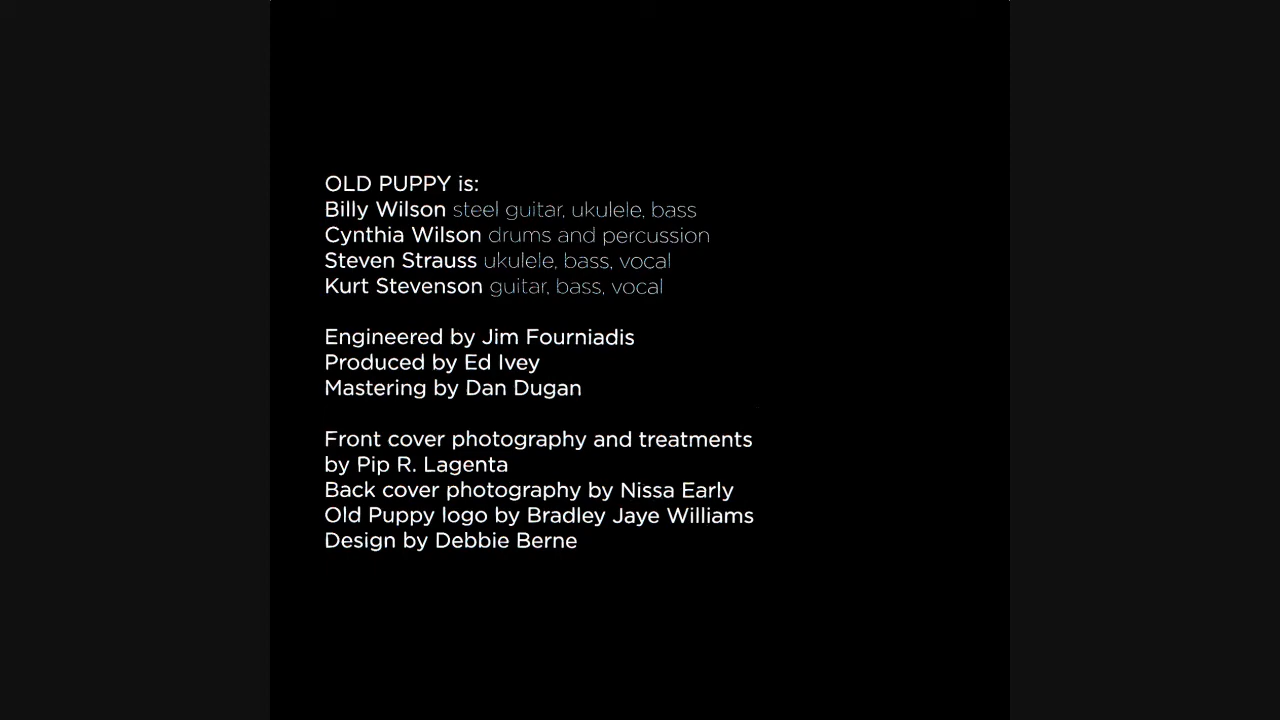 OLD PUPPY is:
Billy Wilson steel guitar, ukulele, bass
Cynthia Wilson drums and percussion
Steven Strauss ukulele, bass, vocal
Kurt Stevenson guitar, bass, vocal
Engineered by Jim Fourniadis
Produced by Ed Ivey
Mastering by Dan Dugan
Front cover photography and treatments
by Pip R. Lagenta
Back cover photography by Nissa Early
Old Puppy logo by Bradley Jaye Williams
Design by Debbie Berne